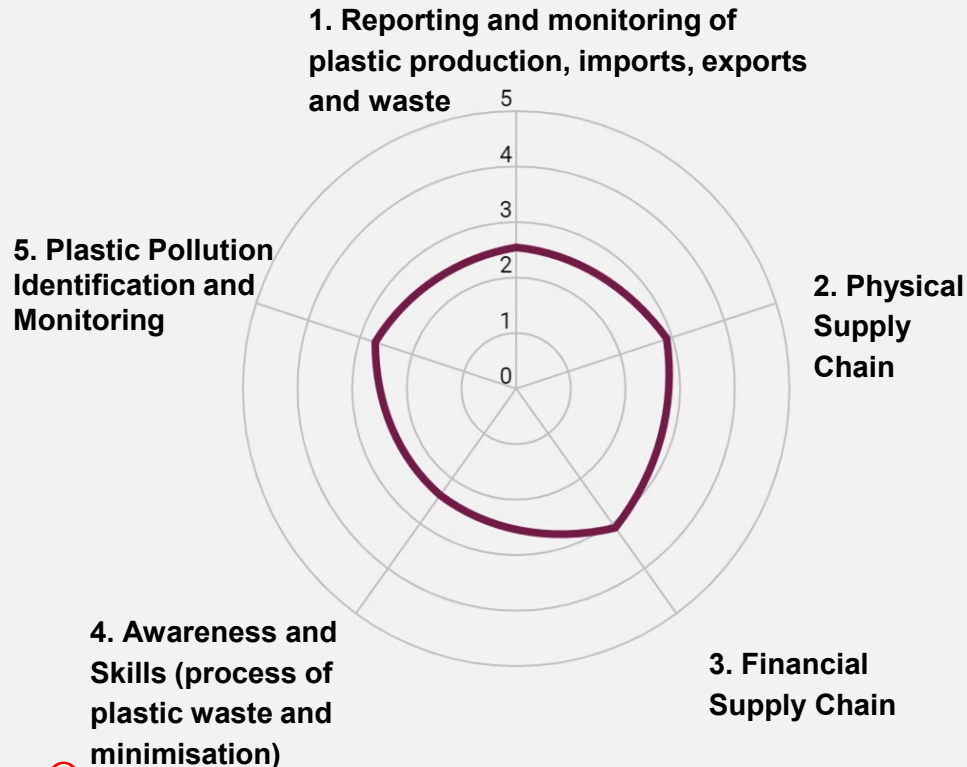 1. Reporting and monitoring of
plastic production, imports, exports
and waste
5
4
3
2
1
0
5. Plastic Pollution
Identification and
Monitoring
2. Physical
Supply
Chain
4. Awareness and
Skills (process of
plastic waste and
minimisation)
3. Financial
Supply Chain